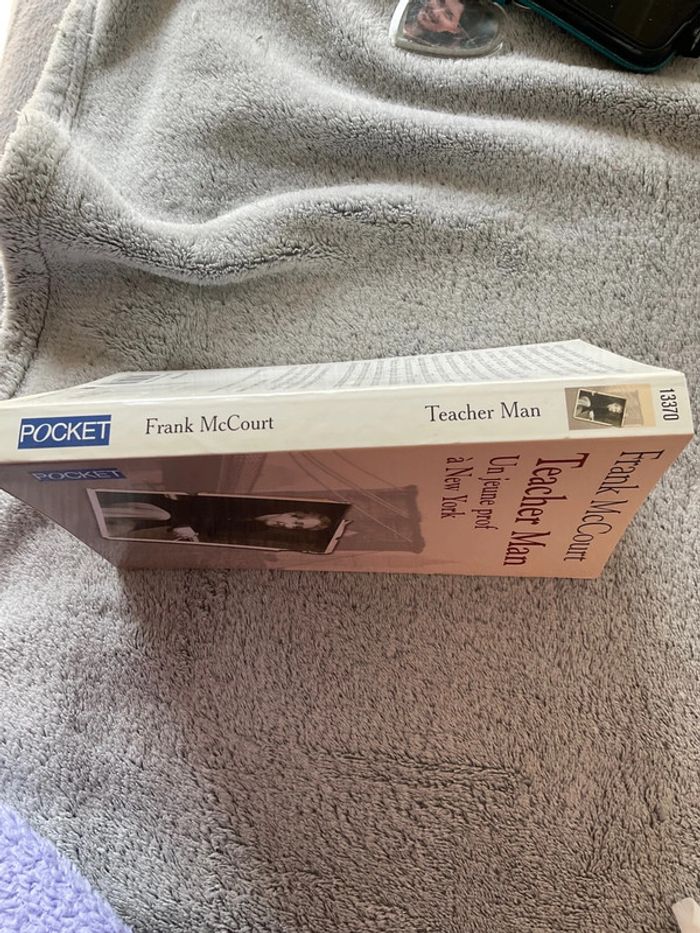 POCKET
Frank McCourt
Teacher Man
13370
POCKET
Frank McCourt
Teacher Man
Un jeune prof
à New York